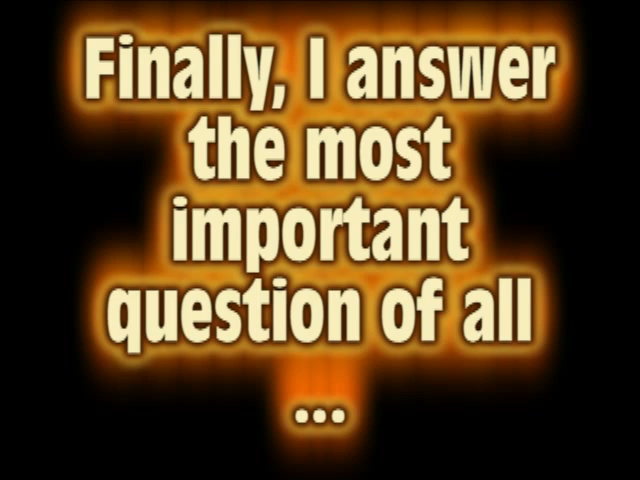 Finally, I answer
the most
important
question of all
...